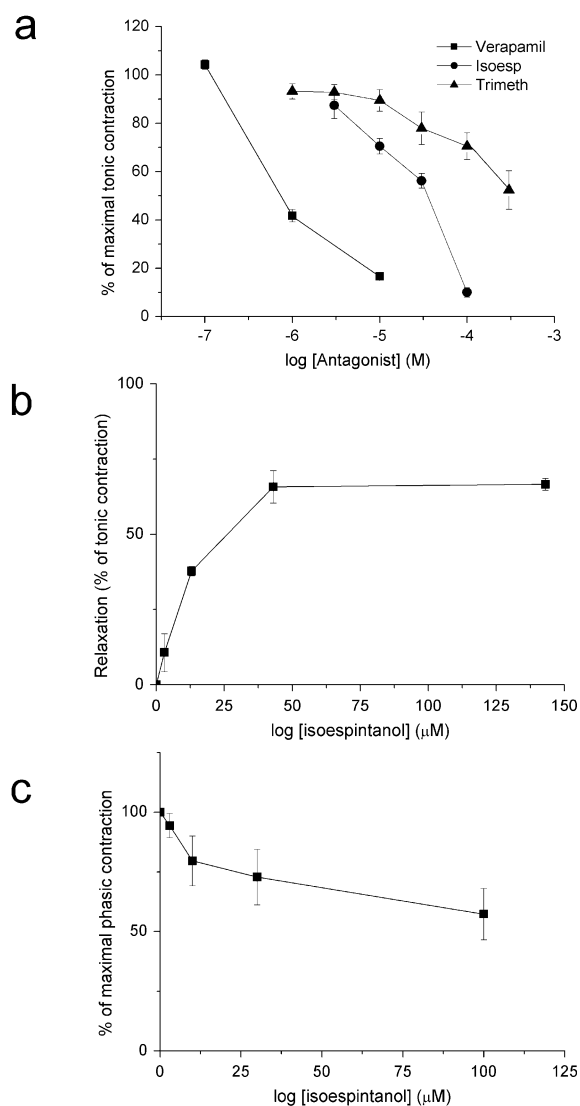 a
120
100
80
60
40
20
0
% of maximal tonic contraction
Verapamil
Isoesp
Trimeth
-7 -6 -5 -4 -3
log [Antagonist] (M)
b
100
50
0
Relaxation (% of tonic contraction)
0 25 50 75 100 125 150
log [isoespintanol] (μM)
c
100
50
0
% of maximal phasic contraction
0 25 50 75 100 125
log [isoespintanol] (μM)